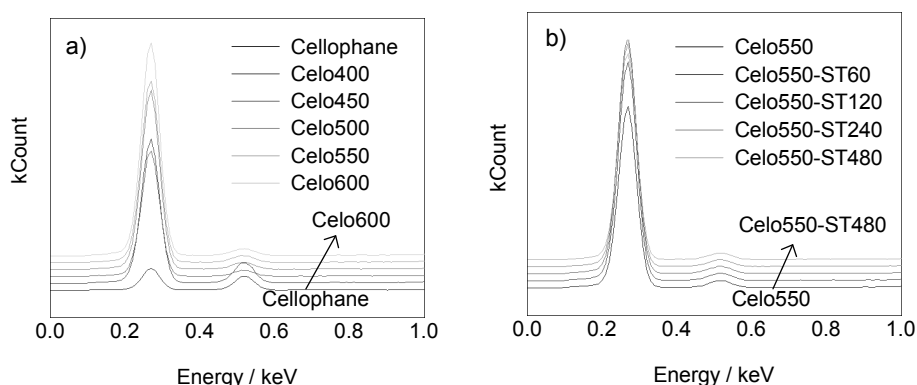 a)
Cellophane
Celo400
Celo450
Celo500
Celo550
Celo600
Celo600
Cellophane
kCount
0.0 0.2 0.4 0.6 0.8 1.0
Energy / keV
b)
Celo550
Celo550-ST60
Celo550-ST120
Celo550-ST240
Celo550-ST480
Celo550-ST480
Celo550
kCount
0.0 0.2 0.4 0.6 0.8 1.0
Energy / keV